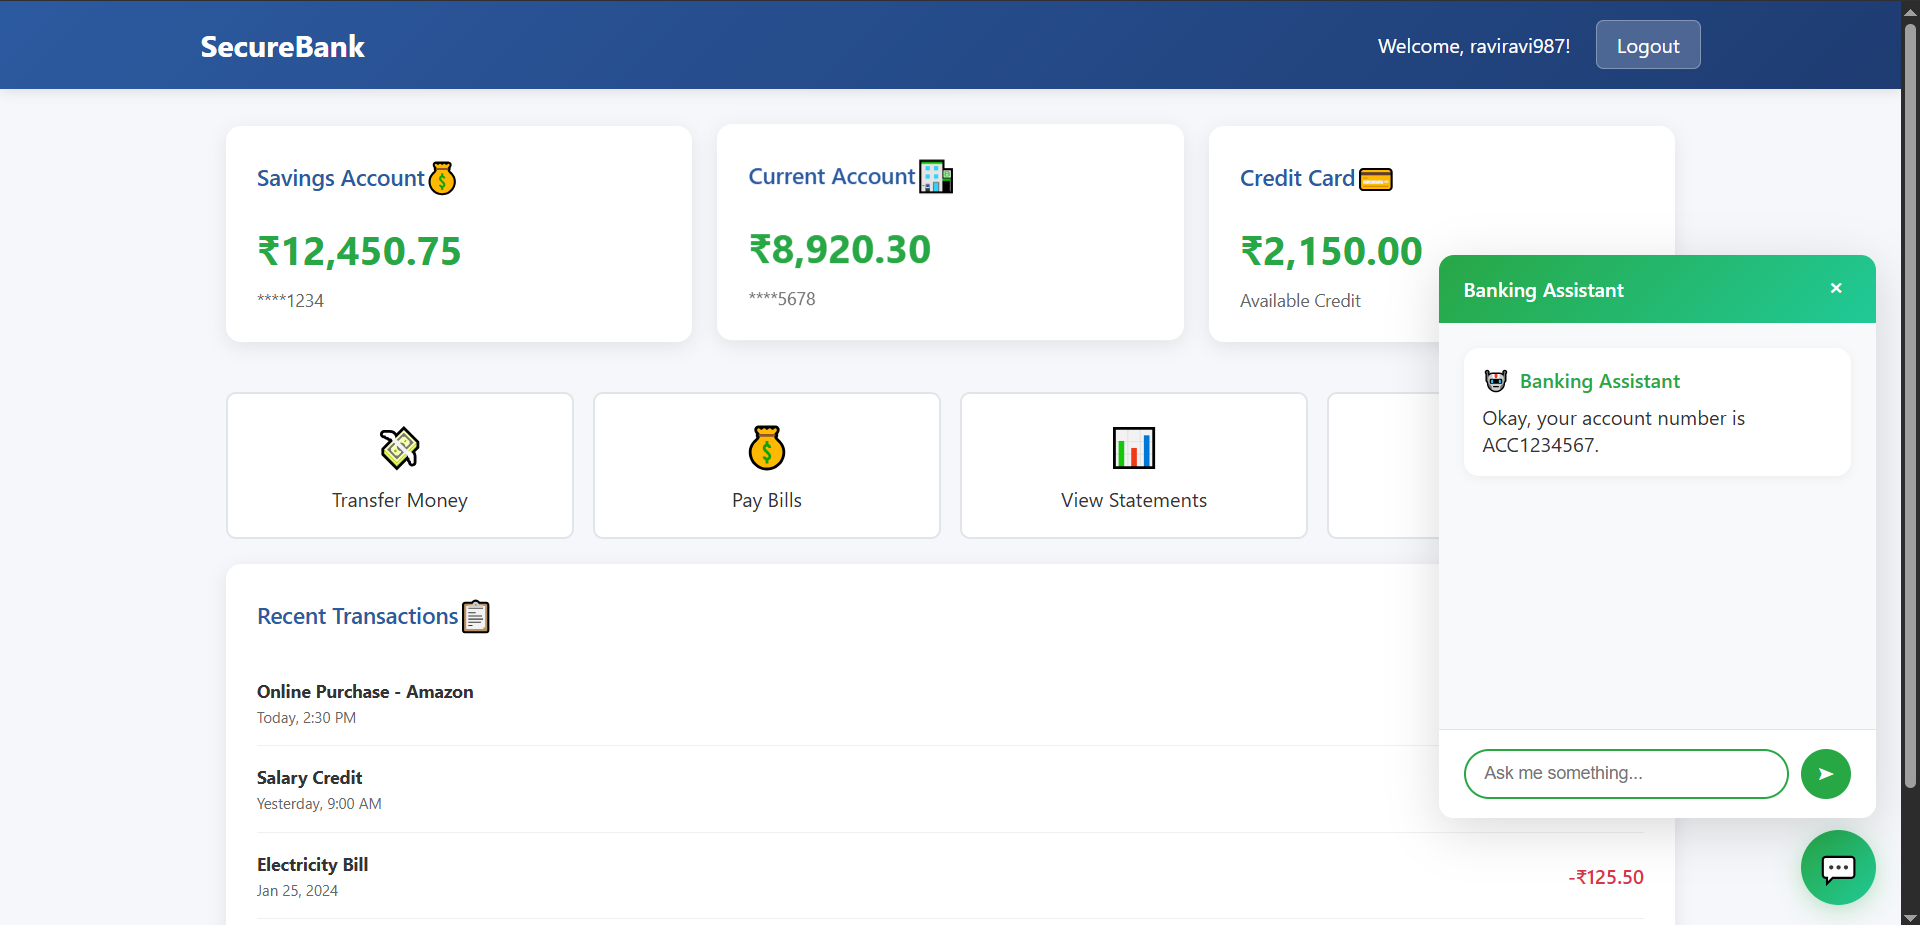 SecureBank
Welcome, raviravi987!
Logout
Savings Account
₹12,450.75
****1234
Current Account
₹8,920.30
****5678
Credit Card
₹2,150.00
Available Credit
Transfer Money
Pay Bills
View Statements
Recent Transactions
Online Purchase - Amazon
Today, 2:30 PM
Salary Credit
Yesterday, 9:00 AM
Electricity Bill
Jan 25, 2024
-₹125.50
Banking Assistant
×
Banking Assistant
Okay, your account number is
ACC1234567.
Ask me something...